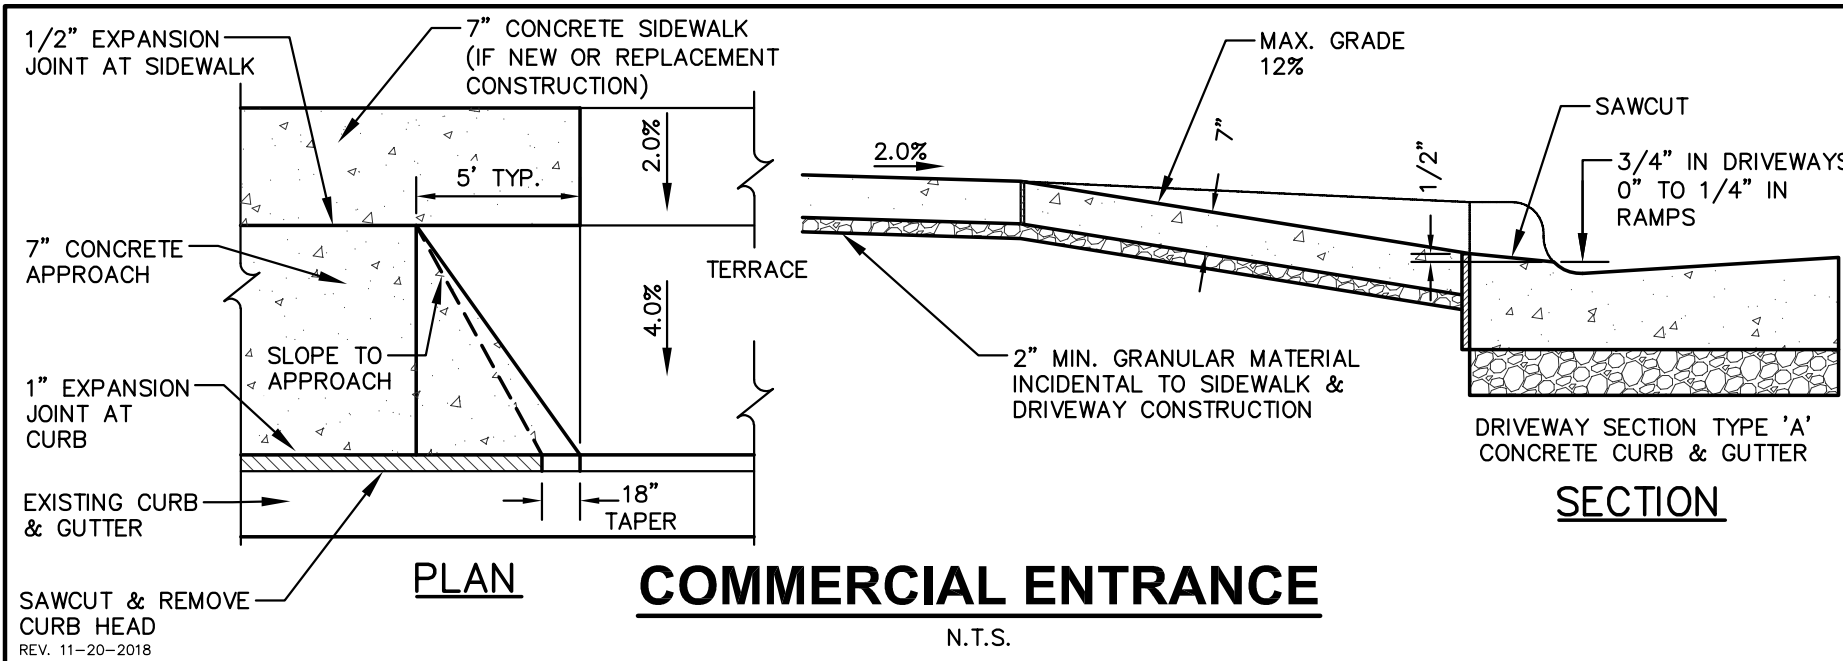 1/2" EXPANSION
JOINT AT SIDEWALK
7" CONCRETE SIDEWALK
(IF NEW OR REPLACEMENT
CONSTRUCTION)
2.0%
5' TYP.
7" CONCRETE
APPROACH
TERRACE
4.0%
SLOPE TO
APPROACH
1" EXPANSION
JOINT AT
CURB
EXISTING CURB
& GUTTER
18"
TAPER
SAWCUT & REMOVE
CURB HEAD
REV. 11-20-2018
PLAN
MAX. GRADE
12%
SAWCUT
2.0%
7"
1/2"
3/4" IN DRIVEWAYS
0" TO 1/4" IN
RAMPS
2" MIN. GRANULAR MATERIAL
INCIDENTAL TO SIDEWALK &
DRIVEWAY CONSTRUCTION
DRIVEWAY SECTION TYPE 'A'
CONCRETE CURB & GUTTER
SECTION
COMMERCIAL ENTRANCE
N.T.S.